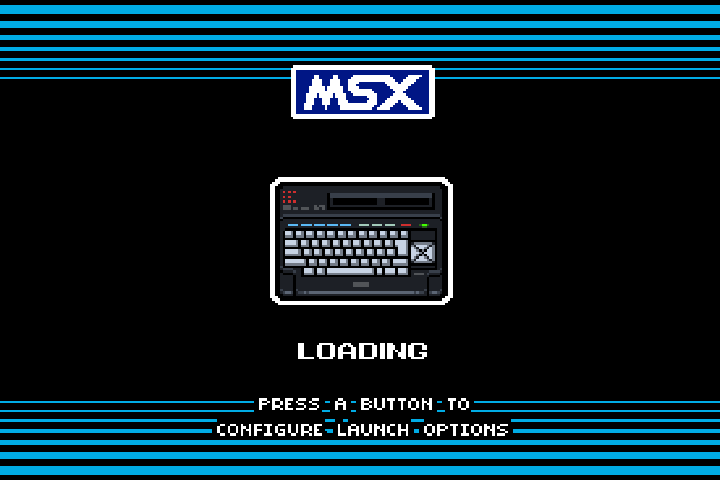 MSX
LOADING
PRESS A BUTTON TO
CONFIGURE LAUNCH OPTIONS